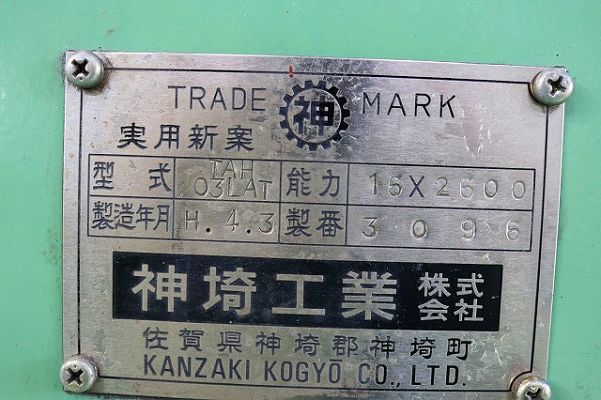 TRADE 神 MARK
実用新案
型式 TAH 03LAT 能力 16X2600
製造年月 H.4.3 製番 3096
神埼工業 株式会社
佐賀県神埼郡神埼町
KANZAKI KOGYO CO., LTD.